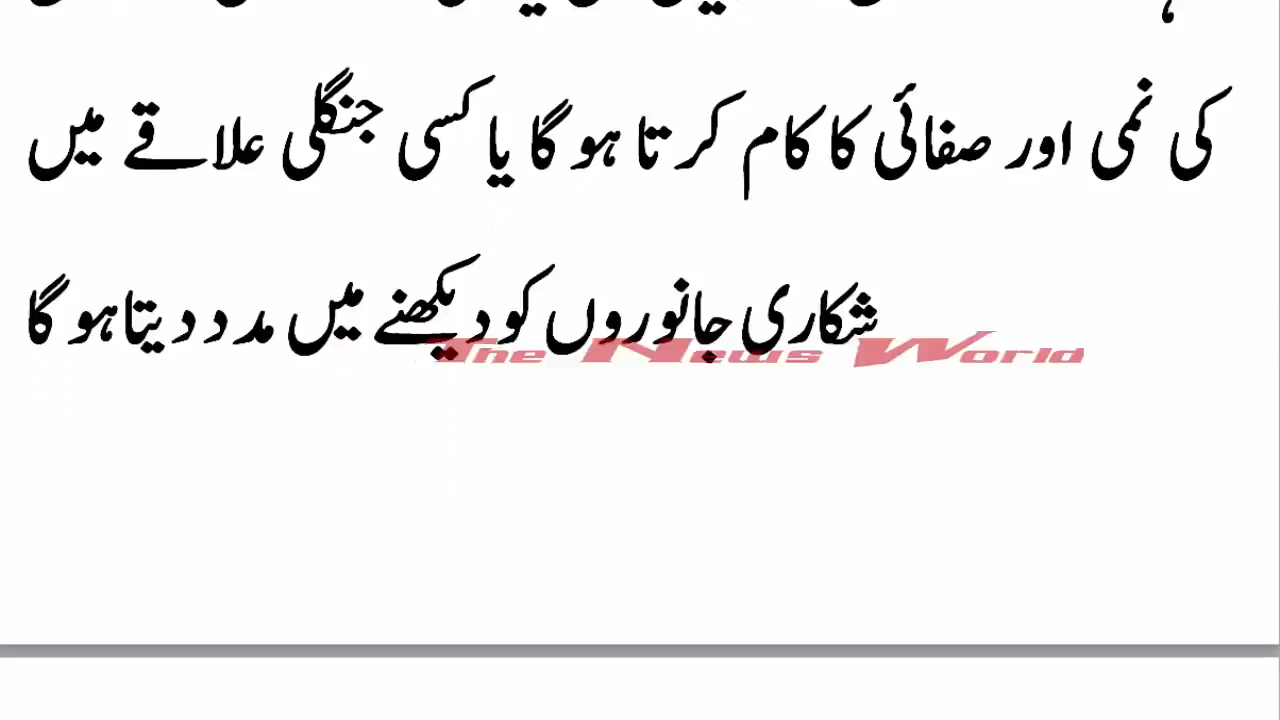 کی نمی اور صفائی کا کام کرتا ہو گا یا کسی جنگلی علاقے میں
شکاری جانوروں کو دیکھنے میں مدد دیتا ہو گا
The News World